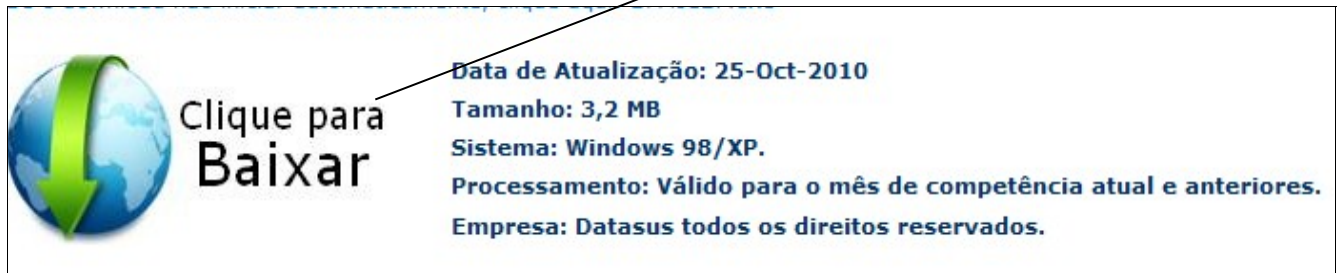 Clique para
Baixar
Data de Atualização: 25-Oct-2010
Tamanho: 3,2 MB
Sistema: Windows 98/XP.
Processamento: Válido para o mês de competência atual e anteriores.
Empresa: Datasus todos os direitos reservados.